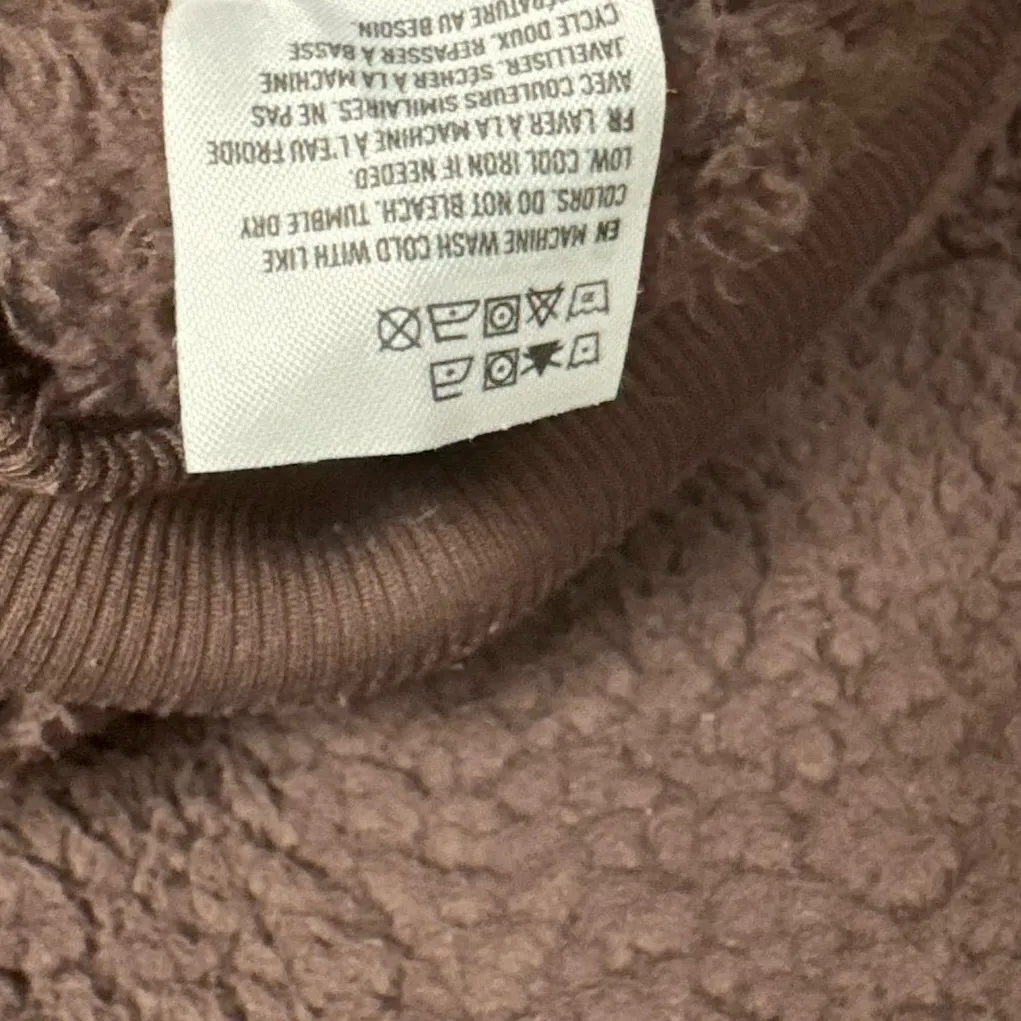 EN MACHINE WASH COLD WITH LIKE
COLORS. DO NOT BLEACH. TUMBLE DRY
LOW. COOL IRON IF NEEDED.
FR LAVER À LA MACHINE À L'EAU FROIDE
AVEC COULEURS SIMILAIRES. NE PAS
JAVELLISER. SÉCHER À LA MACHINE
CYCLE DOUX. REPASSER À BASSE
AU BESOIN.